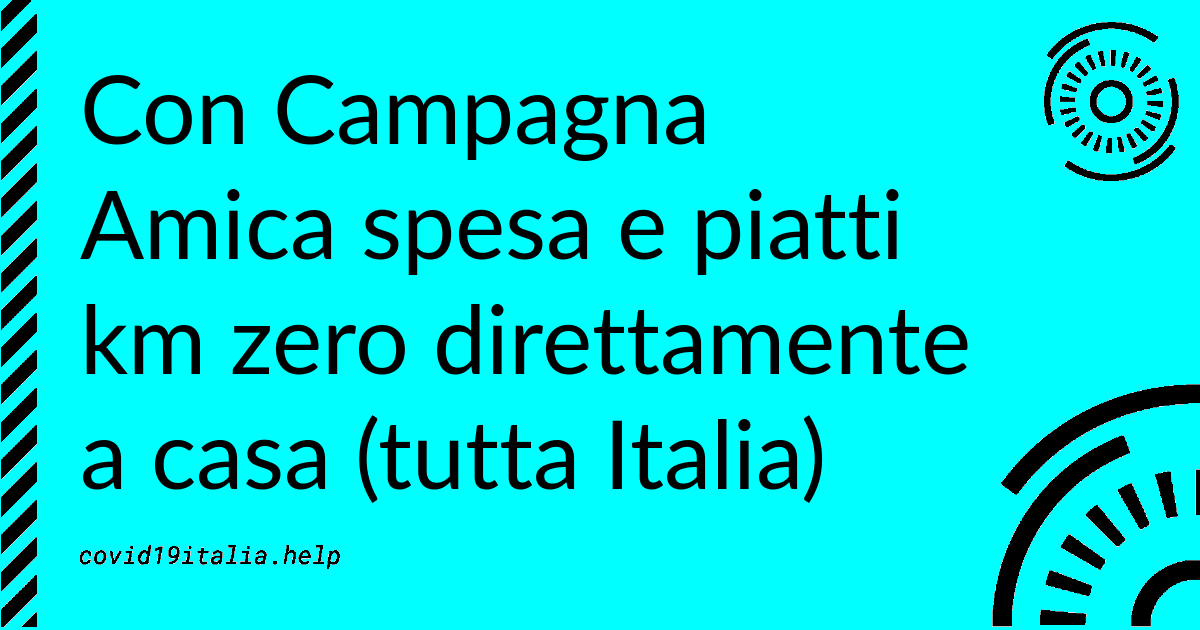 Con Campagna
Amica spesa e piatti
km zero direttamente
a casa (tutta Italia)
covid19italia.help